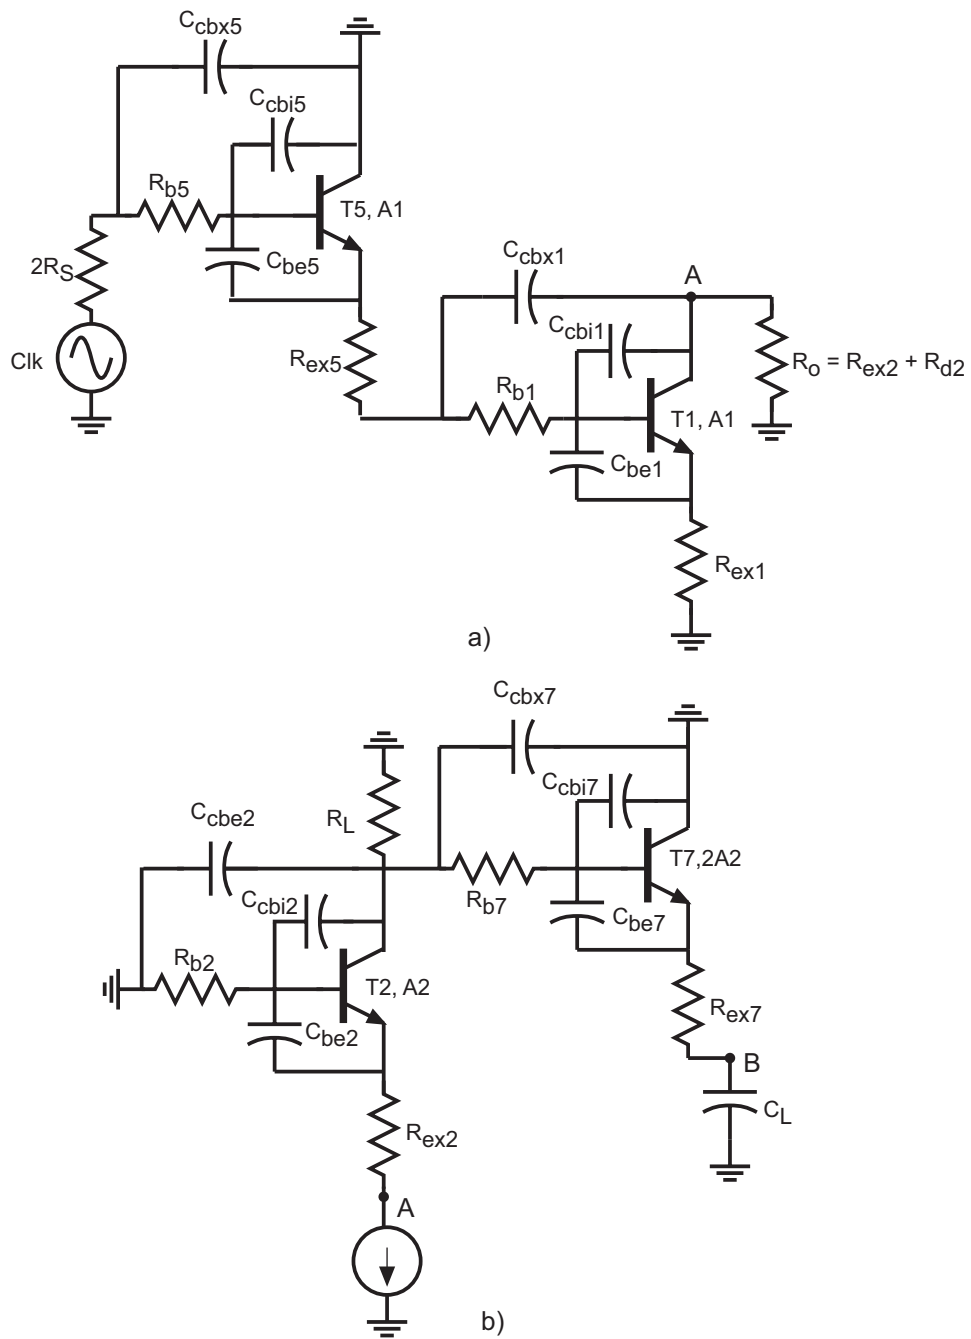 Ccbx5
Ccbi5
Rb5
T5, A1
Cbe5
2RS
Clk
Rex5
Ccbx1
A
Ccbi1
Ro = Rex2 + Rd2
Rb1
T1, A1
Cbe1
Rex1
a)
Ccbx7
Ccbi7
Ccbe2
RL
T7,2A2
Rb7
Cbe7
Ccbi2
Rb2
T2, A2
Cbe2
Rex7
B
CL
Rex2
A
b)